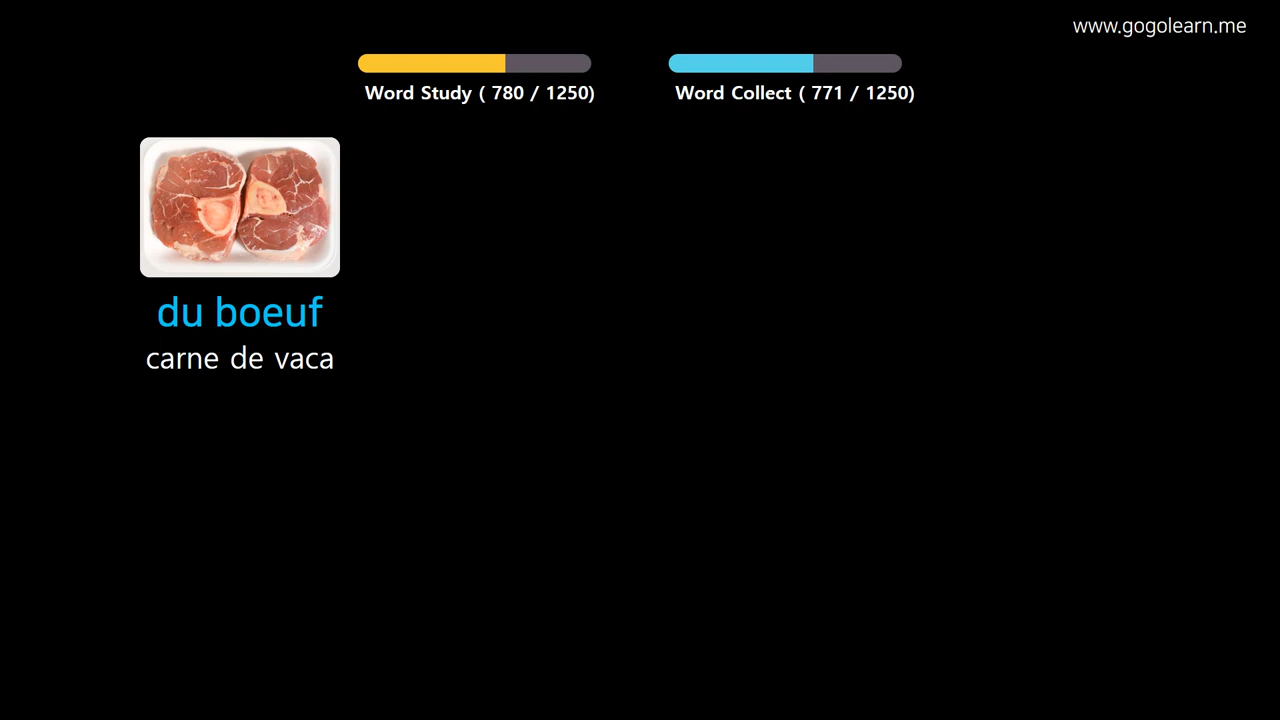 www.gogolearn.me
Word Study ( 780 / 1250)
Word Collect ( 771 / 1250)
du boeuf
carne de vaca